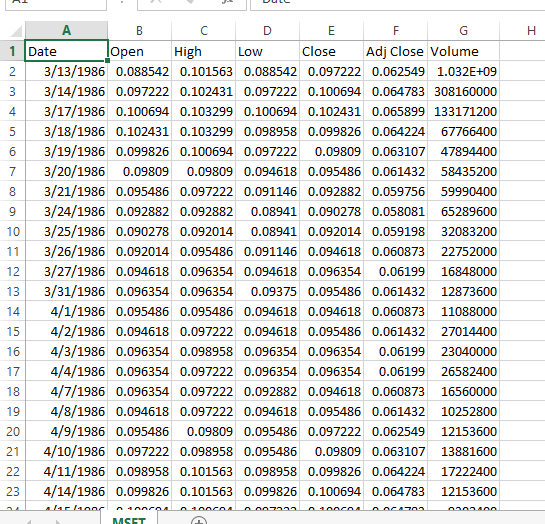 A B C D E F G H
1 Date Open High Low Close Adj Close Volume
2 3/13/1986 0.088542 0.101563 0.088542 0.097222 0.062549 1.032E+09
3 3/14/1986 0.097222 0.102431 0.097222 0.100694 0.064783 308160000
4 3/17/1986 0.100694 0.103299 0.100694 0.102431 0.065899 133171200
5 3/18/1986 0.102431 0.103299 0.098958 0.099826 0.064224 67766400
6 3/19/1986 0.099826 0.100694 0.097222 0.09809 0.063107 47894400
7 3/20/1986 0.09809 0.09809 0.094618 0.095486 0.061432 58435200
8 3/21/1986 0.095486 0.097222 0.091146 0.092882 0.059756 59990400
9 3/24/1986 0.092882 0.092882 0.08941 0.090278 0.058081 65289600
10 3/25/1986 0.090278 0.092014 0.08941 0.092014 0.059198 32083200
11 3/26/1986 0.092014 0.095486 0.091146 0.094618 0.060873 22752000
12 3/27/1986 0.094618 0.096354 0.094618 0.096354 0.06199 16848000
13 3/31/1986 0.096354 0.096354 0.09375 0.095486 0.061432 12873600
14 4/1/1986 0.095486 0.095486 0.094618 0.094618 0.060873 11088000
15 4/2/1986 0.094618 0.097222 0.094618 0.095486 0.061432 27014400
16 4/3/1986 0.096354 0.098958 0.096354 0.096354 0.06199 23040000
17 4/4/1986 0.096354 0.097222 0.096354 0.096354 0.06199 26582400
18 4/7/1986 0.096354 0.097222 0.092882 0.094618 0.060873 16560000
19 4/8/1986 0.094618 0.097222 0.094618 0.095486 0.061432 10252800
20 4/9/1986 0.095486 0.09809 0.095486 0.097222 0.062549 12153600
21 4/10/1986 0.097222 0.098958 0.095486 0.09809 0.063107 13881600
22 4/11/1986 0.098958 0.101563 0.098958 0.099826 0.064224 17222400
23 4/14/1986 0.099826 0.101563 0.099826 0.100694 0.064783 12153600
MSFT